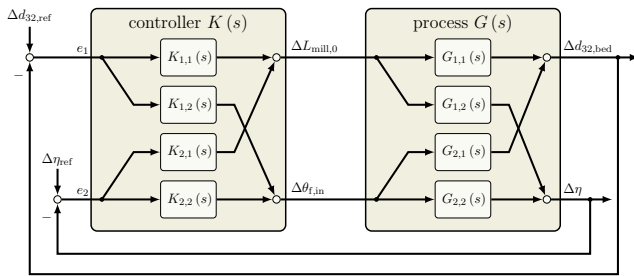 controller K (s)
process G (s)
Δd32,ref
e1
K1,1 (s)
ΔLmill,0
G1,1 (s)
Δd32,bed
−
K1,2 (s)
G1,2 (s)
K2,1 (s)
G2,1 (s)
Δηref
e2
K2,2 (s)
Δθf,in
G2,2 (s)
Δη
−